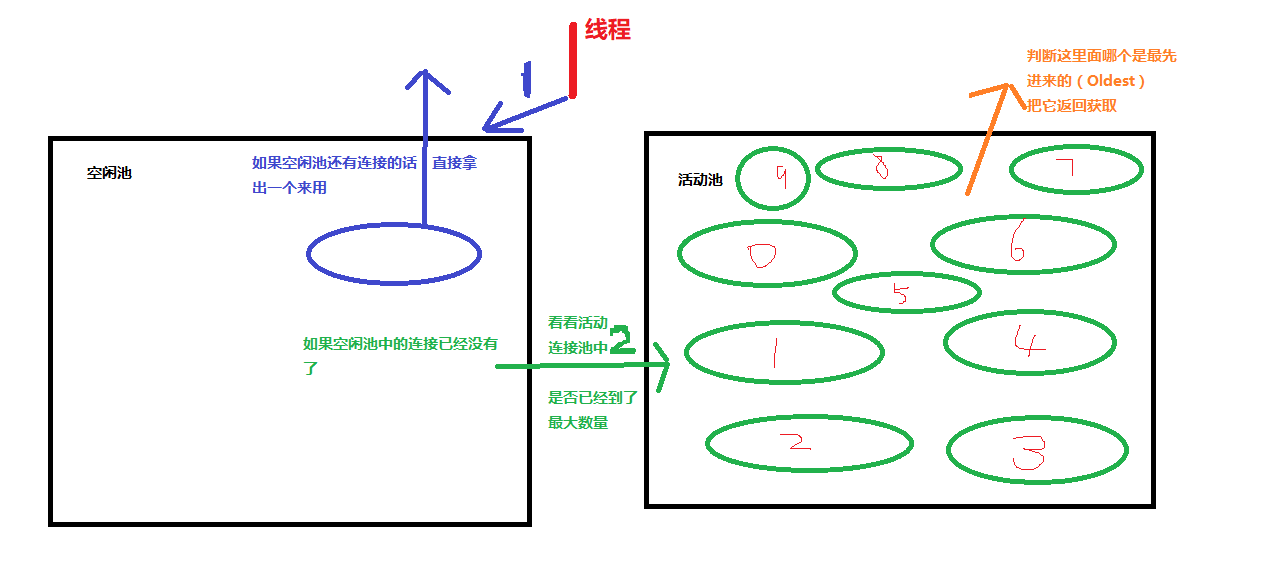 线程
1
判断这里面哪个是最先
进来的（Oldest）
把它返回获取
空闲池
如果空闲池还有连接的话 直接拿
出一个来用
如果空闲池中的连接已经没有
了
看看活动
连接池中
2
是否已经到了
最大数量
活动池
9
8
7
0
6
5
1
4
2
3